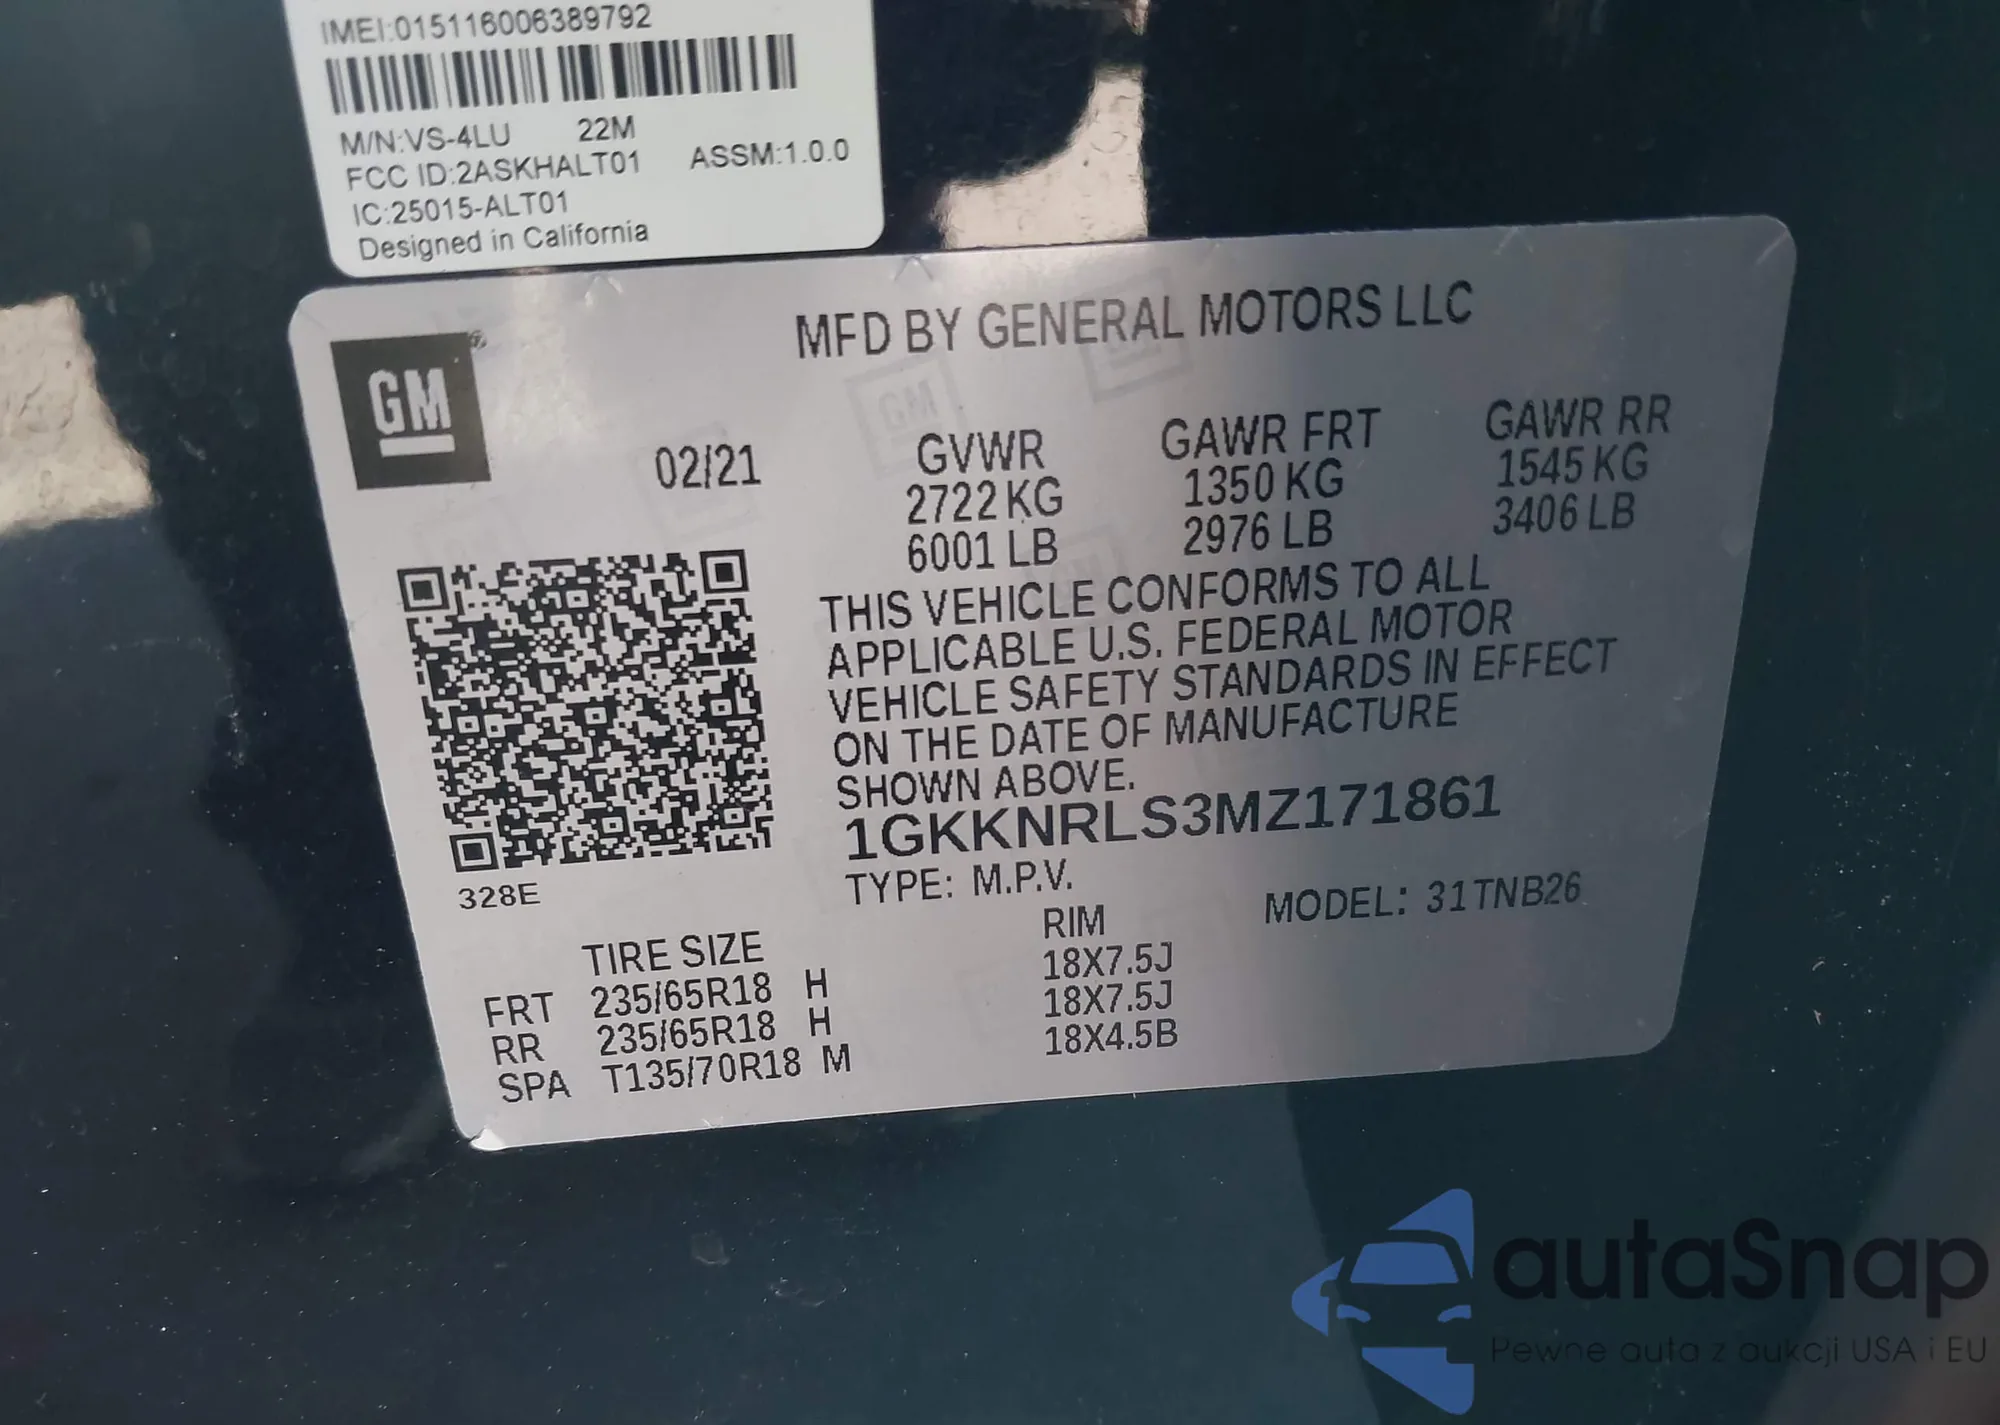 IMEI:015116006389792
M/N:VS-4LU 22M
FCC ID:2ASKHALT01 ASSM:1.0.0
IC:25015-ALT01
Designed in California
GM®
MFD BY GENERAL MOTORS LLC
02/21
GVWR GAWR FRT GAWR RR
2722 KG 1350 KG 1545 KG
6001 LB 2976 LB 3406 LB
THIS VEHICLE CONFORMS TO ALL
APPLICABLE U.S. FEDERAL MOTOR
VEHICLE SAFETY STANDARDS IN EFFECT
ON THE DATE OF MANUFACTURE
SHOWN ABOVE.
1GKKNRLS3MZ171861
TYPE: M.P.V. MODEL: 31TNB26
328E
TIRE SIZE RIM
FRT 235/65R18 H 18X7.5J
RR 235/65R18 H 18X7.5J
SPA T135/70R18 M 18X4.5B
autaSnap
Pewne auta z aukcji USA i EU